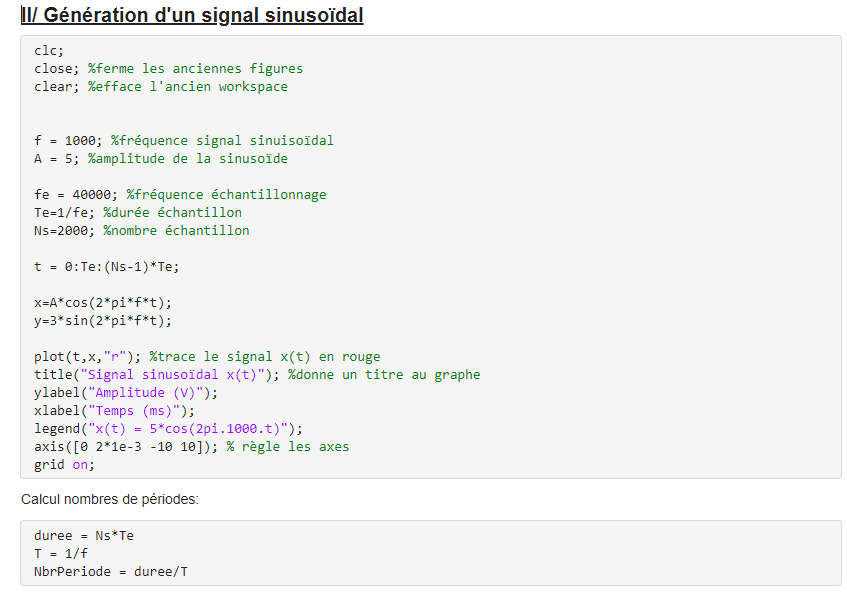 II/ Génération d'un signal sinusoïdal
clc;
close; %ferme les anciennes figures
clear; %efface l'ancien workspace
f = 1000; %fréquence signal sinuisoïdal
A = 5; %amplitude de la sinusoïde
fe = 40000; %fréquence échantillonnage
Te=1/fe; %durée échantillon
Ns=2000; %nombre échantillon
t = 0:Te:(Ns-1)*Te;
x=A*cos(2*pi*f*t);
y=3*sin(2*pi*f*t);
plot(t,x,"r"); %trace le signal x(t) en rouge
title("Signal sinusoïdal x(t)"); %donne un titre au graphe
ylabel("Amplitude (V)");
xlabel("Temps (ms)");
legend("x(t) = 5*cos(2pi.1000.t)");
axis([0 2*1e-3 -10 10]); % règle les axes
grid on;
Calcul nombres de périodes:
duree = Ns*Te
T = 1/f
NbrPeriode = duree/T